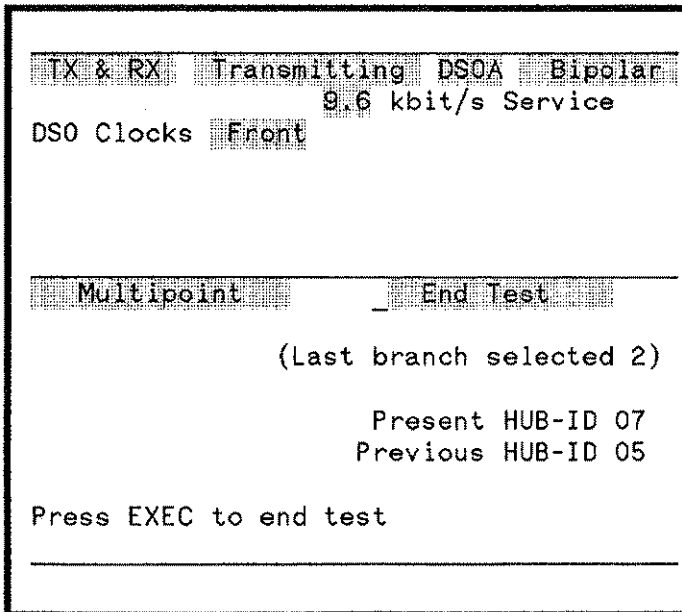 TX & RX Transmitting DSOA Bipolar
9.6 kbit/s Service
DSO Clocks Front
Multipoint _ End Test
(Last branch selected 2)
Present HUB-ID 07
Previous HUB-ID 05
Press EXEC to end test